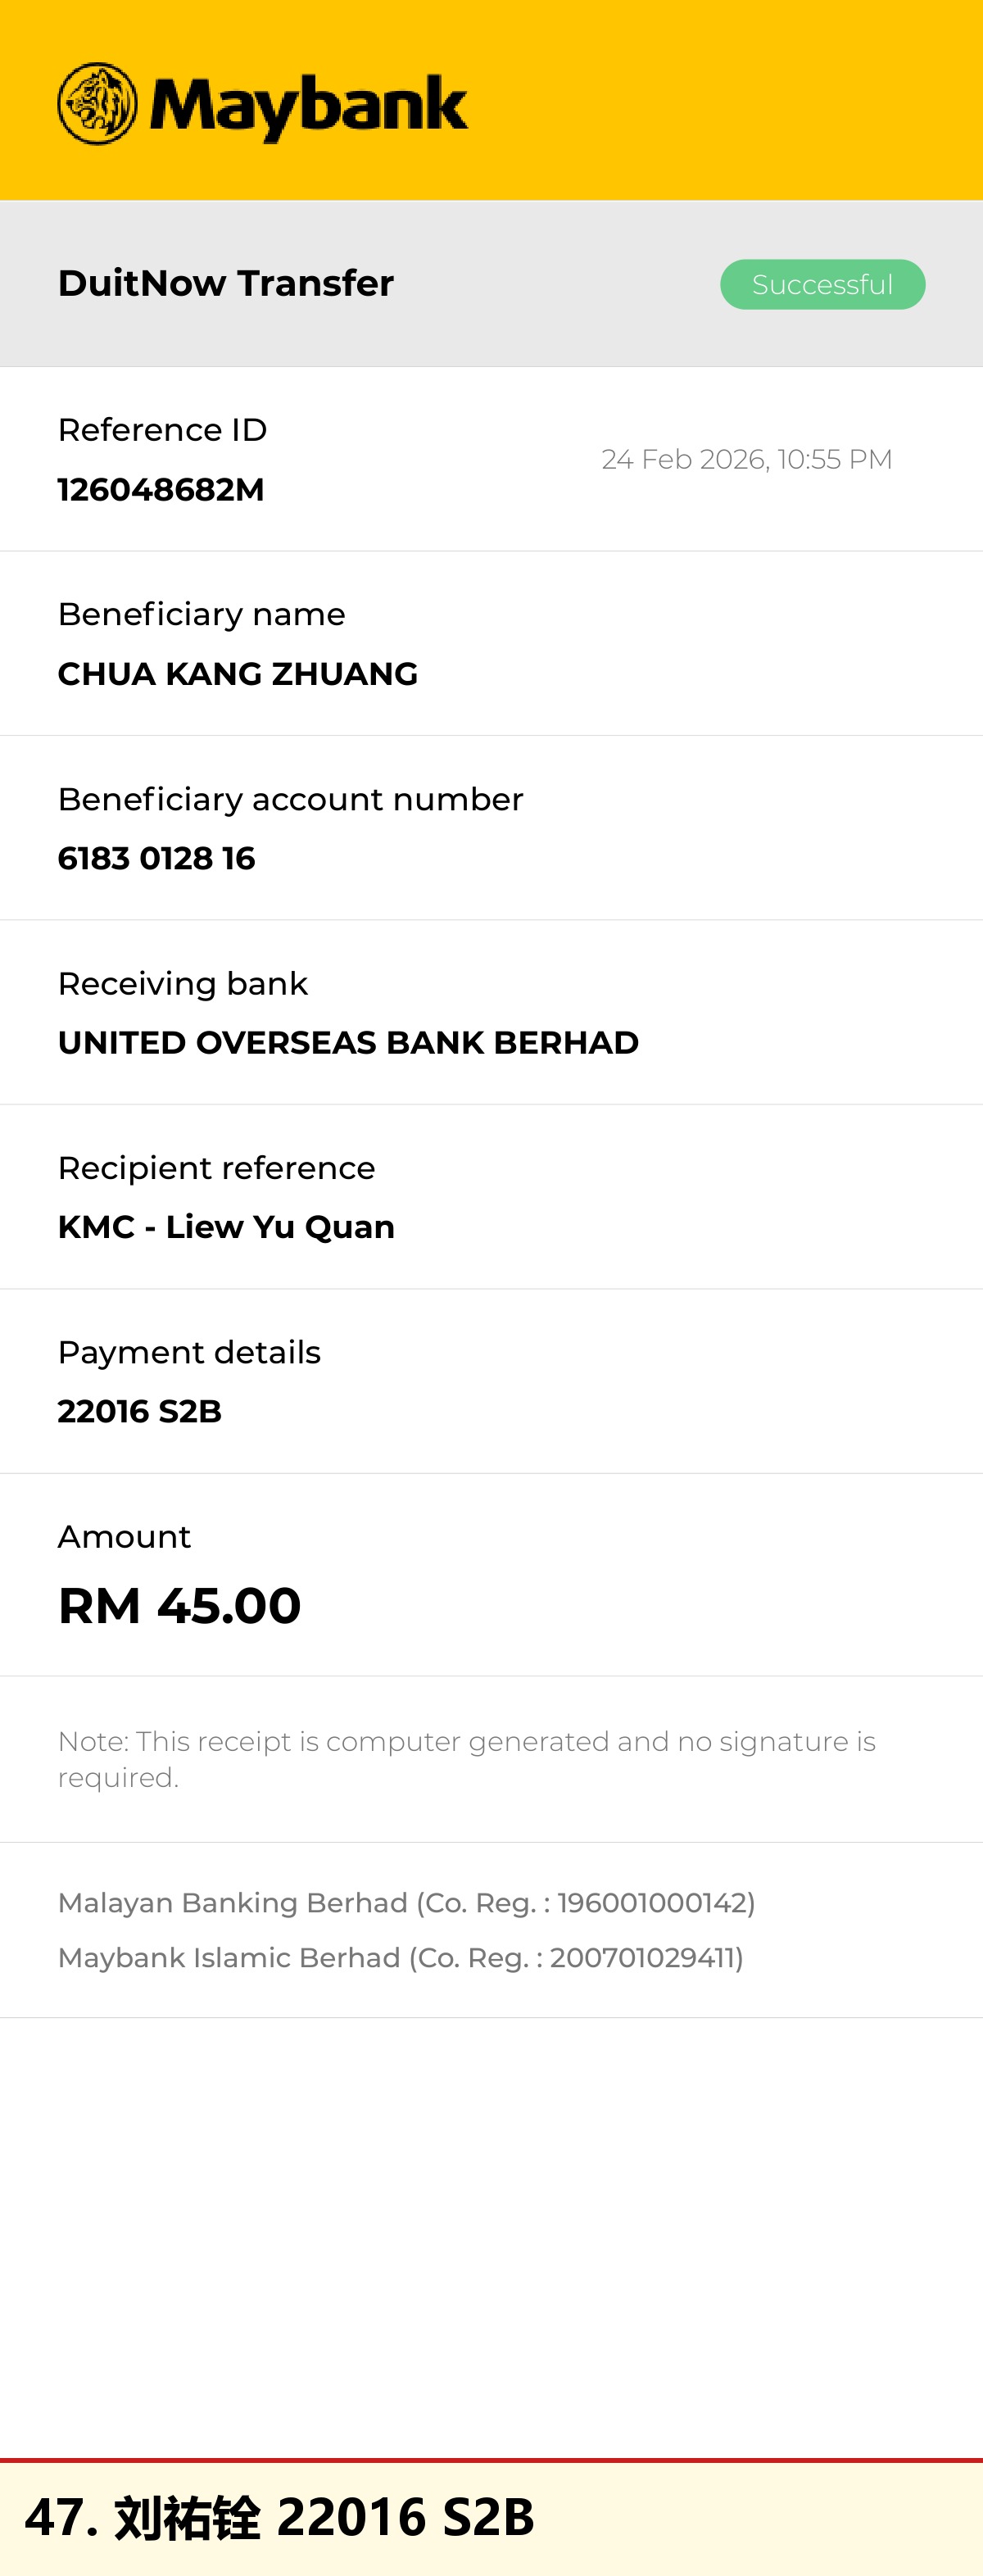 Maybank
DuitNow Transfer
Successful
Reference ID
126048682M
24 Feb 2026, 10:55 PM
Beneficiary name
CHUA KANG ZHUANG
Beneficiary account number
6183 0128 16
Receiving bank
UNITED OVERSEAS BANK BERHAD
Recipient reference
KMC - Liew Yu Quan
Payment details
22016 S2B
Amount
RM 45.00
Note: This receipt is computer generated and no signature is
required.
Malayan Banking Berhad (Co. Reg. : 196001000142)
Maybank Islamic Berhad (Co. Reg. : 200701029411)
47. 刘祐铨 22016 S2B